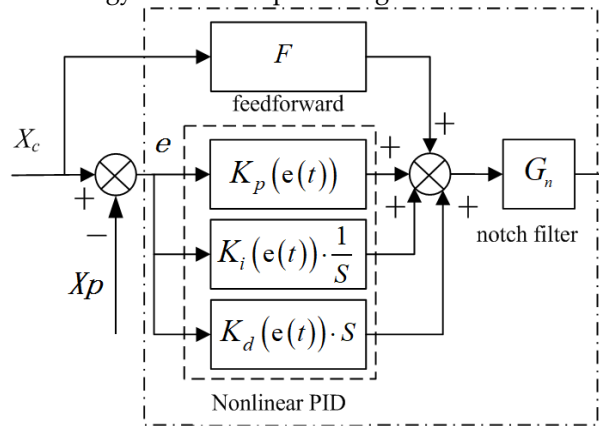 F
feedforward
+
X_c
e
+
−
Xp
K_p(e(t))
+
K_i(e(t))·1/S
+
K_d(e(t))·S
+
G_n
notch filter
Nonlinear PID